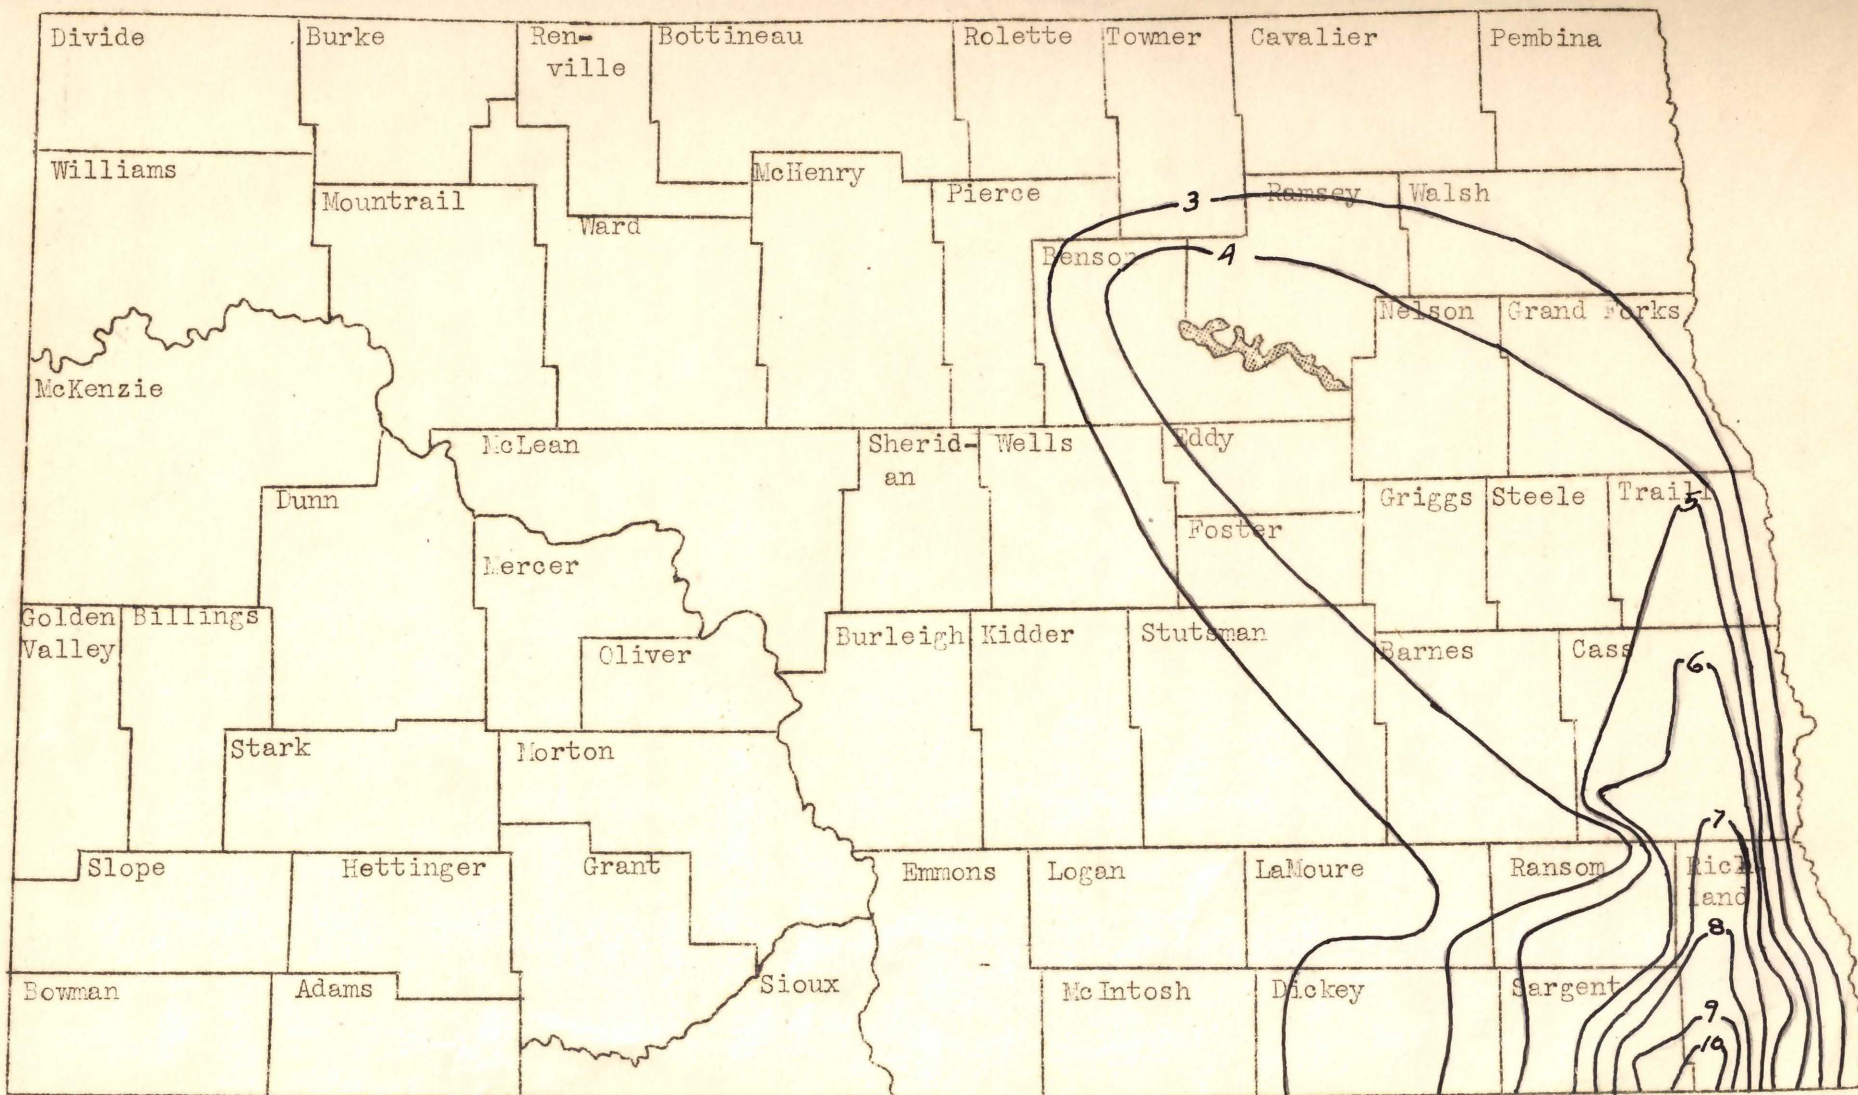 Divide
Burke
Ren-
ville
Bottineau
Rolette
Towner
Cavalier
Pembina
Williams
Mountrail
Ward
McHenry
Pierce
3
Ramsey
Walsh
Benson
4
Nelson
Grand Forks
McKenzie
McLean
Sherid-
an
Wells
Eddy
Dunn
Griggs
Steele
Traill
5
Foster
Mercer
Golden
Valley
Billings
Oliver
Burleigh
Kidder
Stutsman
Barnes
Cass
6
Stark
Morton
7
Slope
Hettinger
Grant
Emmons
Logan
LaMoure
Ransom
Rich
land
8
Bowman
Adams
Sioux
McIntosh
Dickey
Sargent
9
10